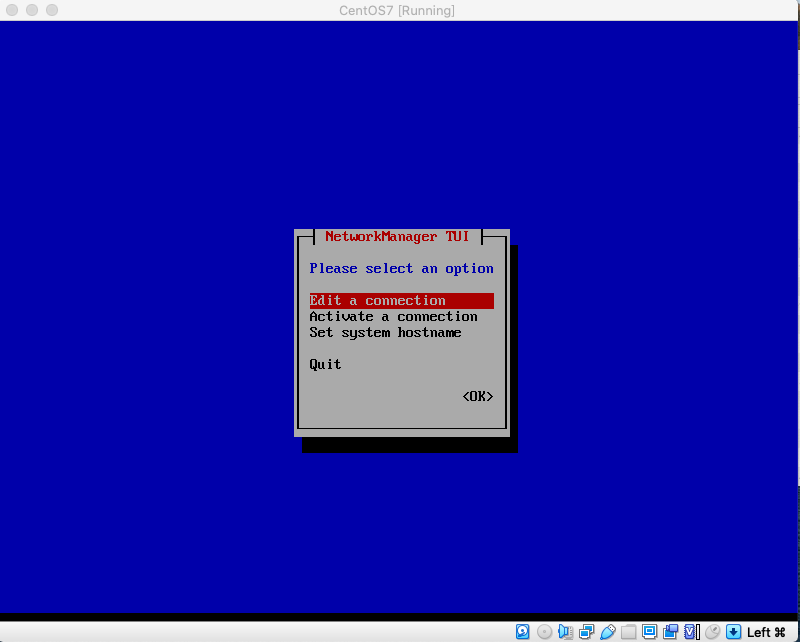 CentOS7 [Running]
NetworkManager TUI
Please select an option
Edit a connection
Activate a connection
Set system hostname
Quit
<OK>
Left ⌘